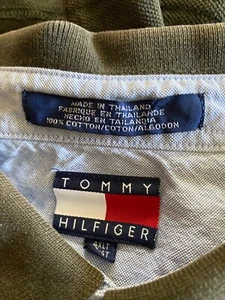 MADE IN THAILAND
FABRIQUE EN THAILANDE
HECHO EN TAILANDIA
100% COTTON/COTON/ALGODON
TOMMY
HILFIGER